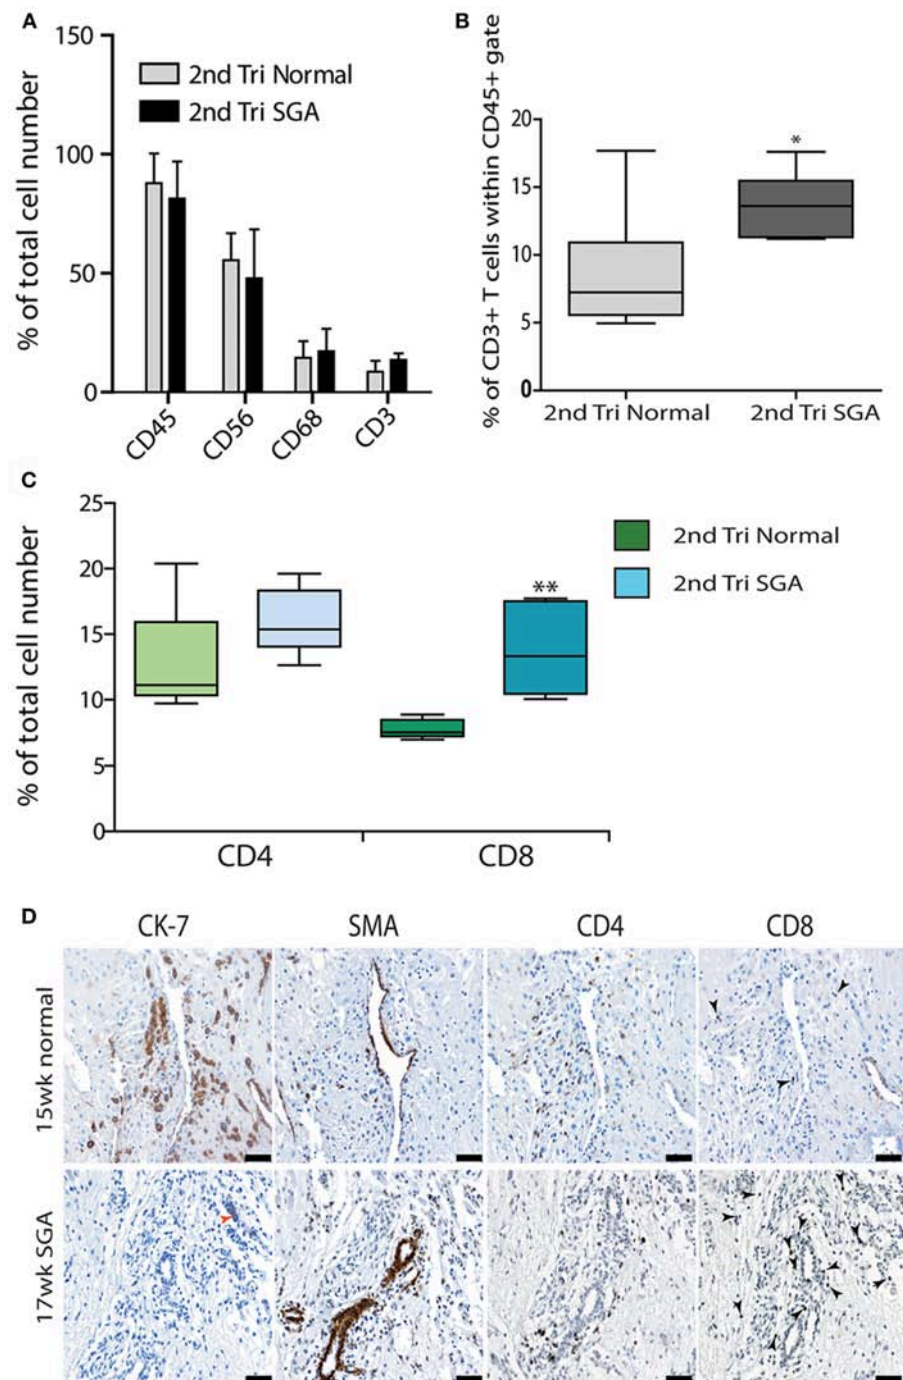 A
% of total cell number
150
100
50
0
2nd Tri Normal
2nd Tri SGA
CD45
CD56
CD68
CD3
B
% of CD3+ T cells within CD45+ gate
20
15
10
5
0
*
2nd Tri Normal
2nd Tri SGA
C
% of total cell number
25
20
15
10
5
0
**
2nd Tri Normal
2nd Tri SGA
CD4
CD8
D
CK-7
SMA
CD4
CD8
15wk normal
17wk SGA